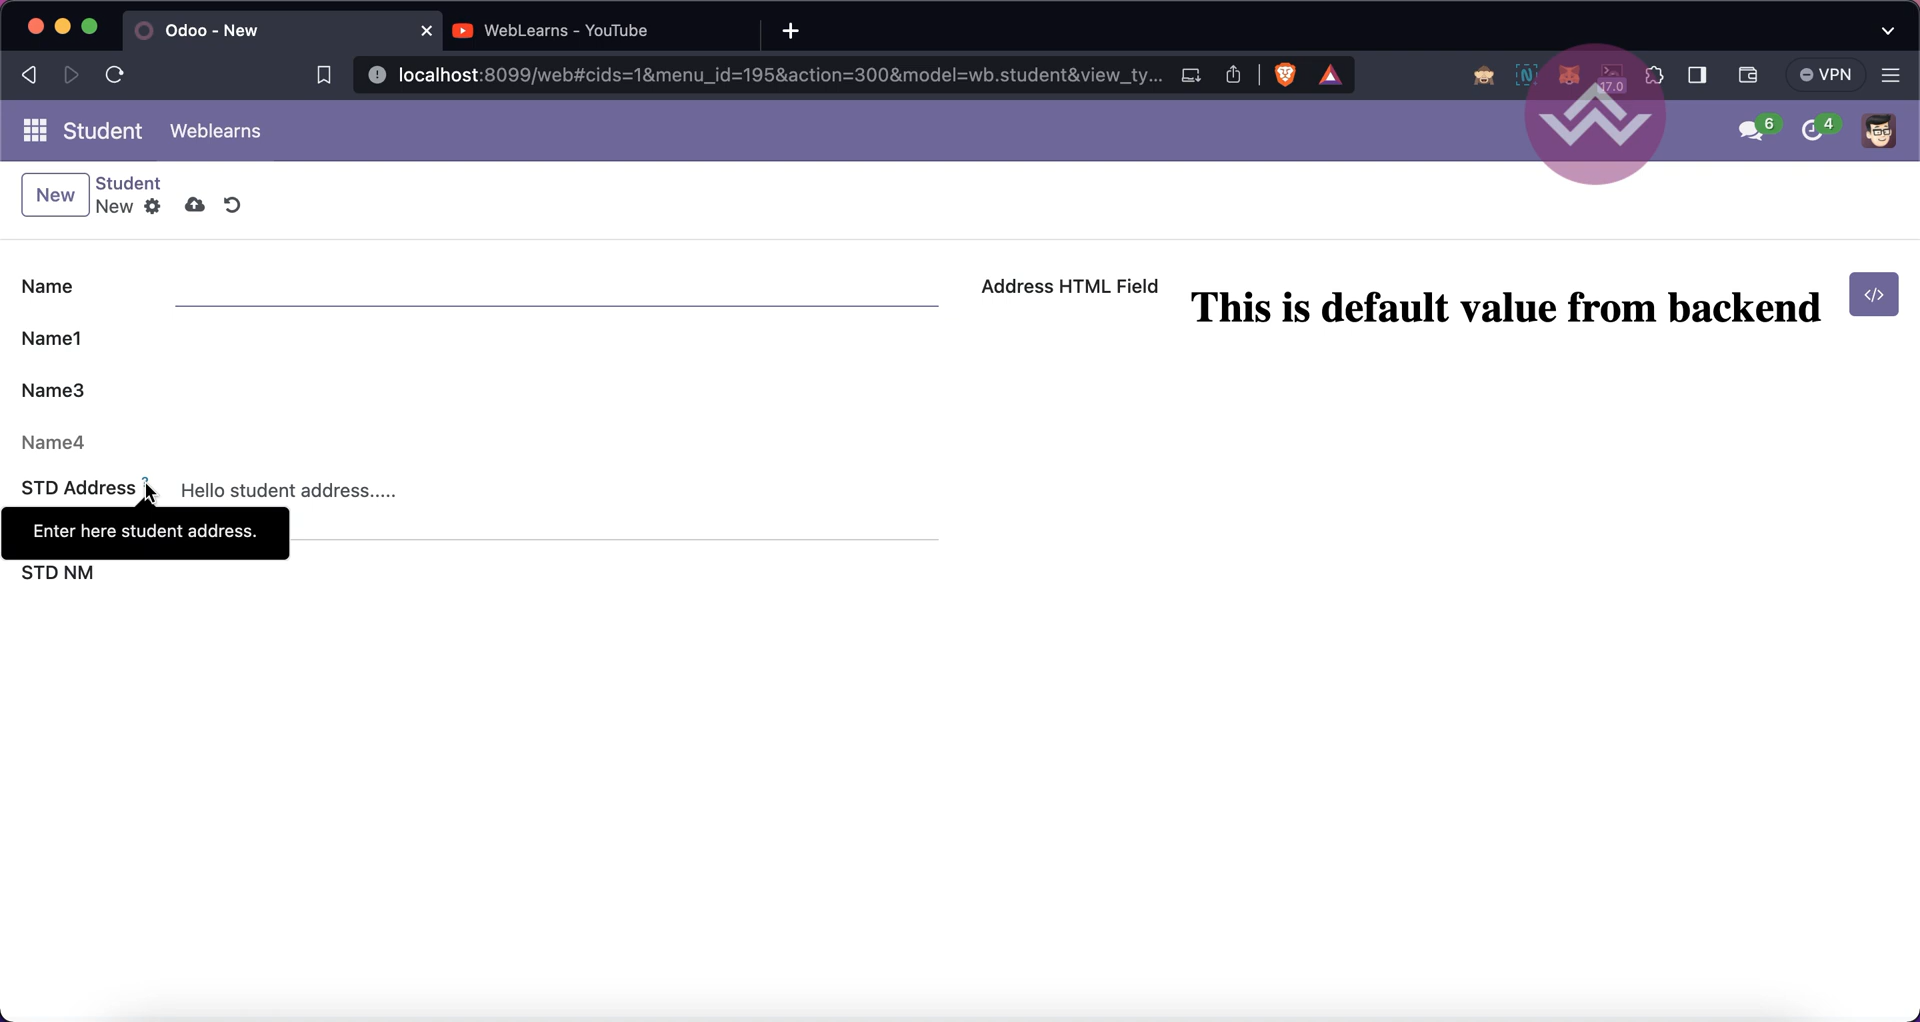 Odoo - New
WebLearns - YouTube
localhost:8099/web#cids=1&menu_id=195&action=300&model=wb.student&view_ty...
17.0
VPN
Student
Weblearns
6
4
New
Student
New
Name
Address HTML Field
This is default value from backend
</>
Name1
Name3
Name4
STD Address ?
Hello student address.....
Enter here student address.
STD NM